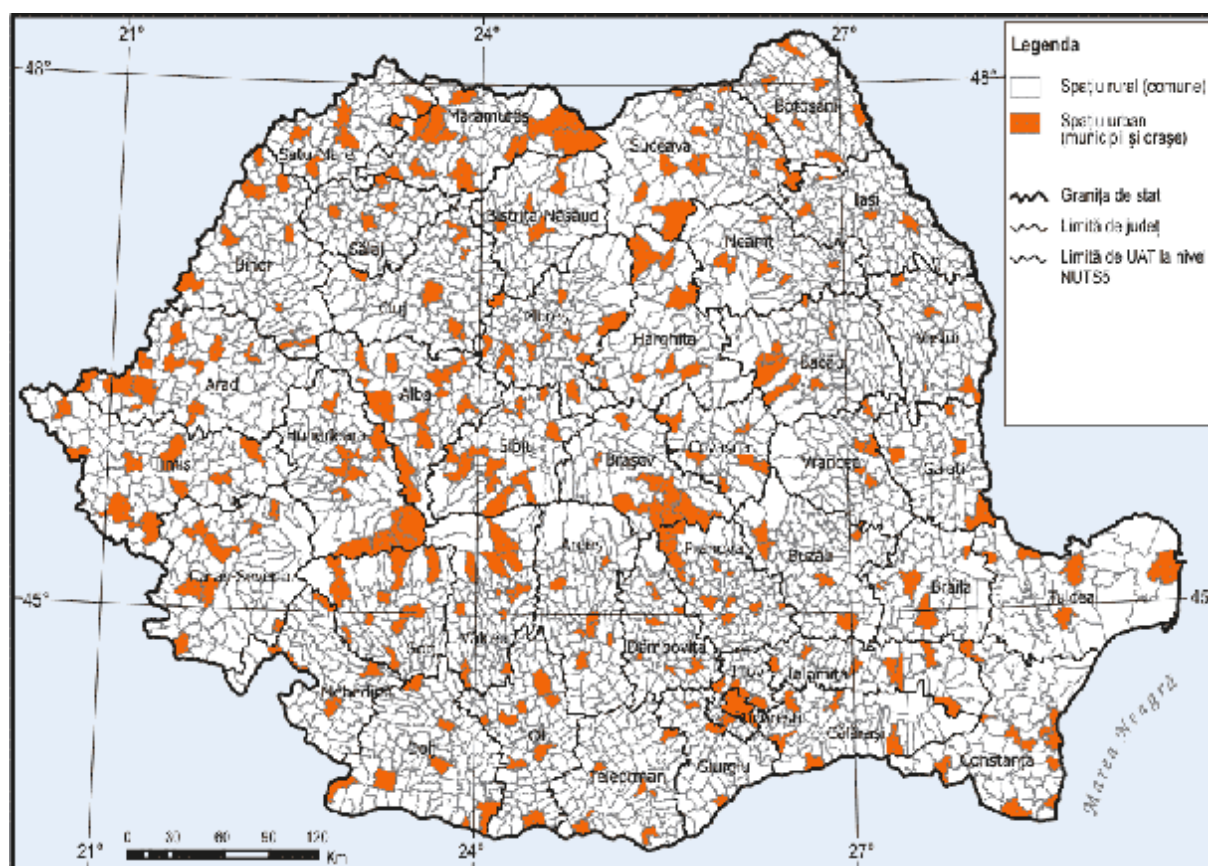 21° 24° 27°
48° 48°
Legenda
Spațiu rural (comune)
Spațiu urban
(municipii și orașe)
Graniță de stat
Limită de județ
Limită de UAT la nivel
NUTS5
Maramureș
Botoșani
Satu Mare
Suceava
Iași
Bistrița-Năsăud
Sălaj
Neamț
Bihor
Cluj
Mureș
Harghita
Vaslui
Bacău
Arad
Alba
Hunedoara
Sibiu
Brașov
Covasna
Vrancea
Galați
Timiș
Argeș
Prahova
Buzău
Caraș-Severin
Brăila
Tulcea
45° 45°
Vâlcea
Gorj
Dâmbovița
Ilfov
Ialomița
Mehedinți
București
Călărași
Dolj
Olt
Constanța
Teleorman
Giurgiu
Marea Neagră
0 30 60 90 120
Km
21° 24° 27°